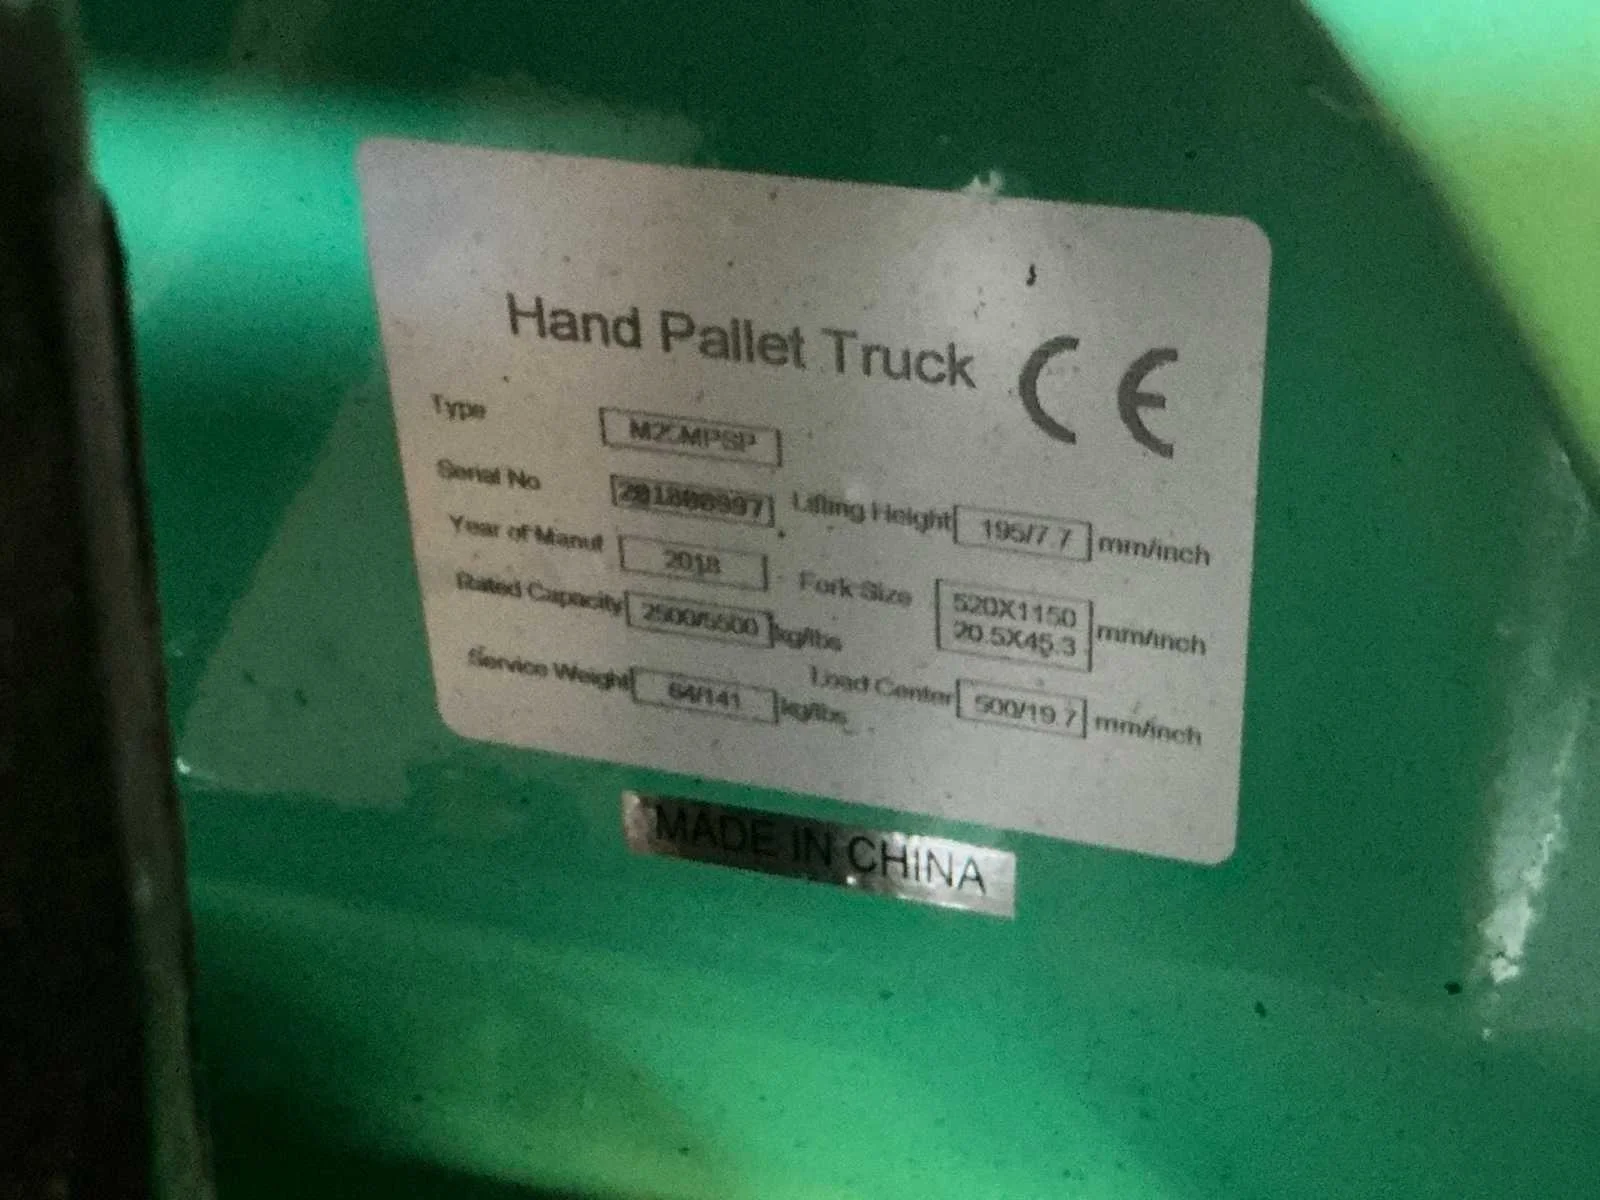 Hand Pallet Truck CE
Type
Serial No
Lifting Height 195/7.7 mm/inch
Year of Manuf 2018
Fork Size 520X1150 20.5X45.3 mm/inch
Rated Capacity 2500/5500 kg/lbs
Load Center 500/19.7 mm/inch
Service Weight 64/141 kg/lbs
MADE IN CHINA